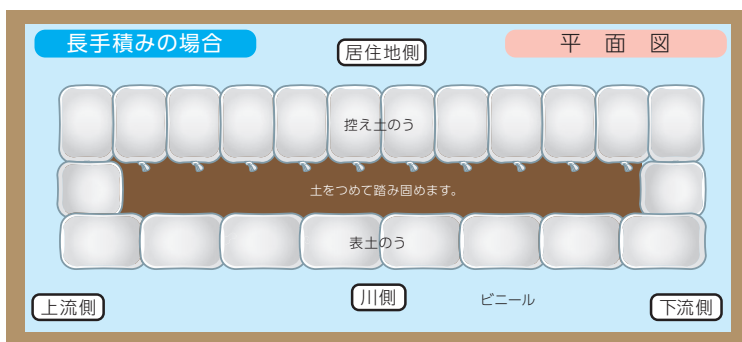 長手積みの場合
居住地側
平面図
控え土のう
土をつめて踏み固めます。
表土のう
上流側
川側
ビニール
下流側